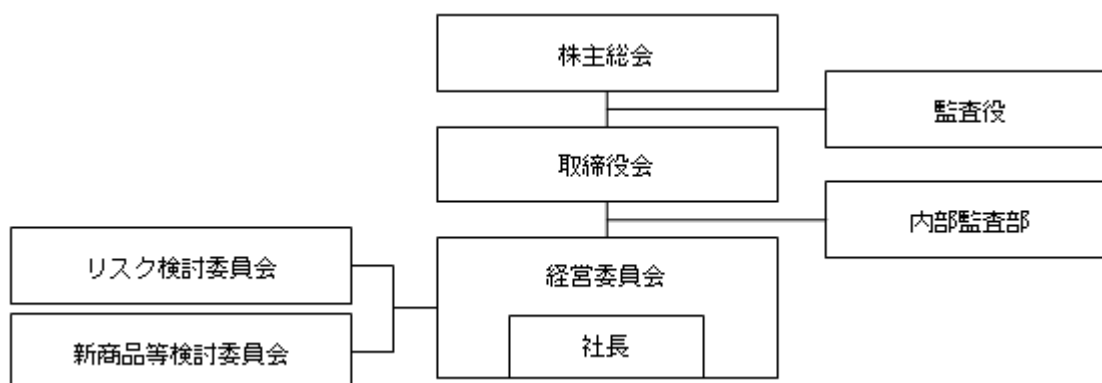 株主総会
監査役
取締役会
内部監査部
リスク検討委員会
経営委員会
社長
新商品等検討委員会